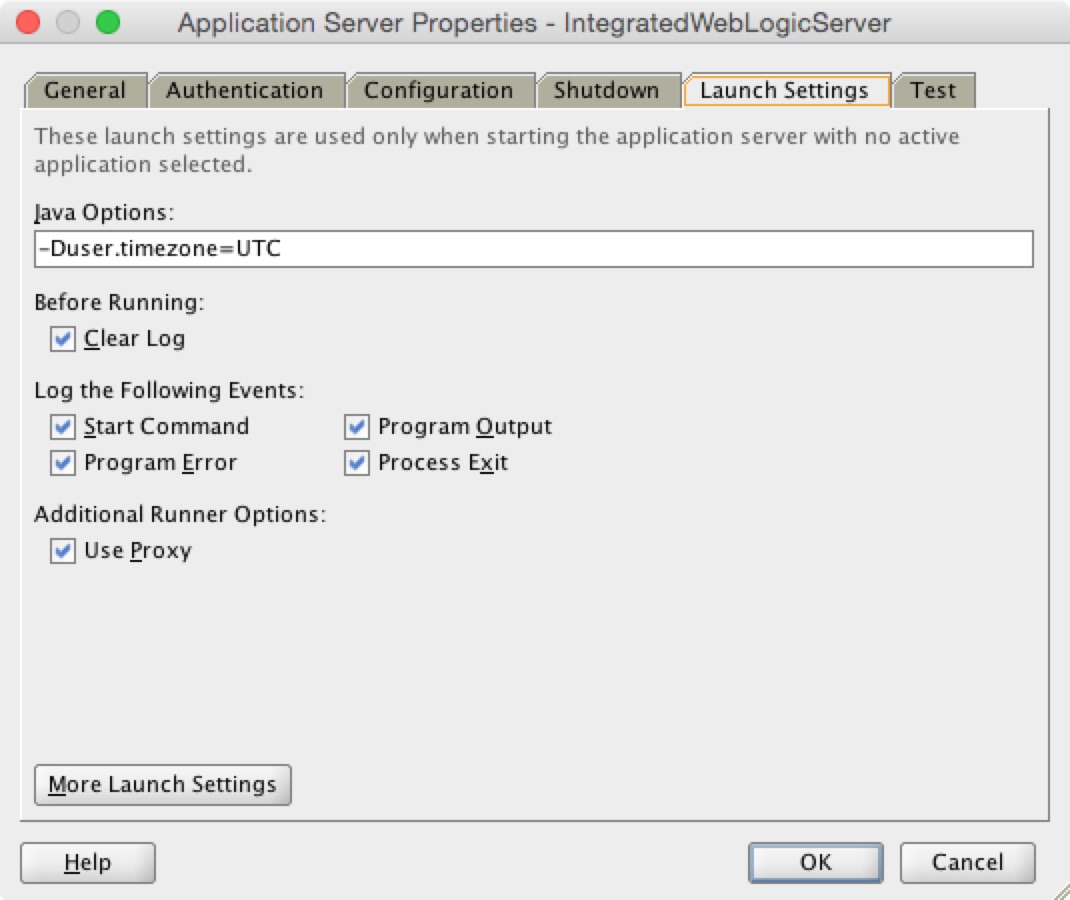 Application Server Properties - IntegratedWebLogicServer
General Authentication Configuration Shutdown Launch Settings Test
These launch settings are used only when starting the application server with no active
application selected.
Java Options:
-Duser.timezone=UTC
Before Running:
Clear Log
Log the Following Events:
Start Command Program Output
Program Error Process Exit
Additional Runner Options:
Use Proxy
More Launch Settings
Help OK Cancel